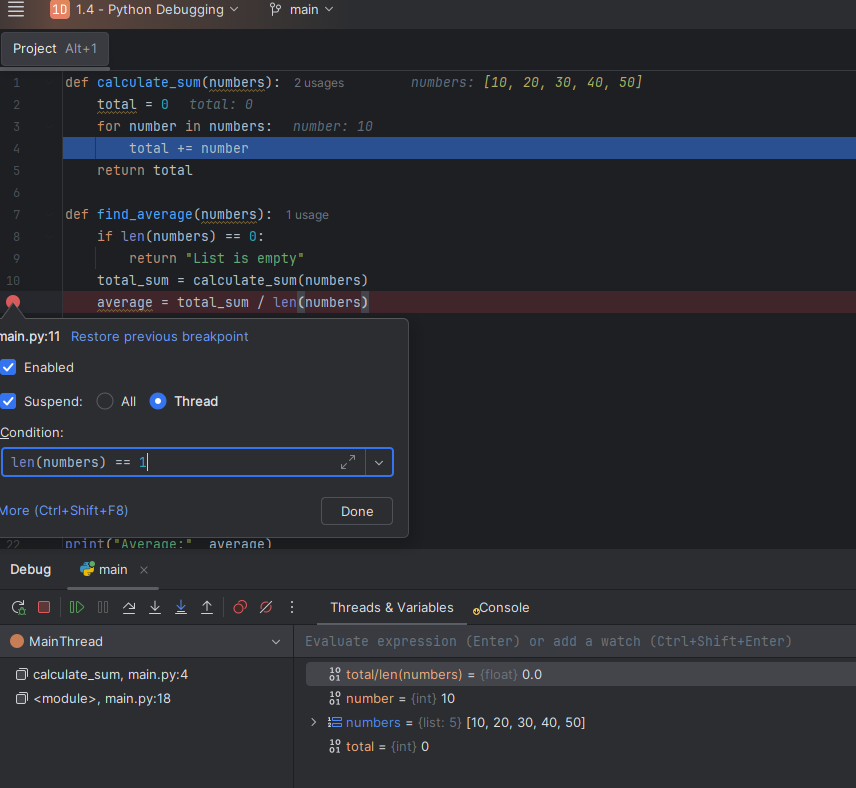 1D 1.4 - Python Debugging main
Project Alt+1
1 def calculate_sum(numbers): 2 usages numbers: [10, 20, 30, 40, 50]
2 total = 0 total: 0
3 for number in numbers: number: 10
4 total += number
5 return total
6
7 def find_average(numbers): 1 usage
8 if len(numbers) == 0:
9 return "List is empty"
10 total_sum = calculate_sum(numbers)
average = total_sum / len(numbers)
main.py:11 Restore previous breakpoint
Enabled
Suspend: All Thread
Condition:
len(numbers) == 1
More (Ctrl+Shift+F8) Done
22 print("Average:" average)
Debug main
Threads & Variables Console
MainThread
Evaluate expression (Enter) or add a watch (Ctrl+Shift+Enter)
calculate_sum, main.py:4
<module>, main.py:18
total/len(numbers) = {float} 0.0
number = {int} 10
numbers = {list: 5} [10, 20, 30, 40, 50]
total = {int} 0